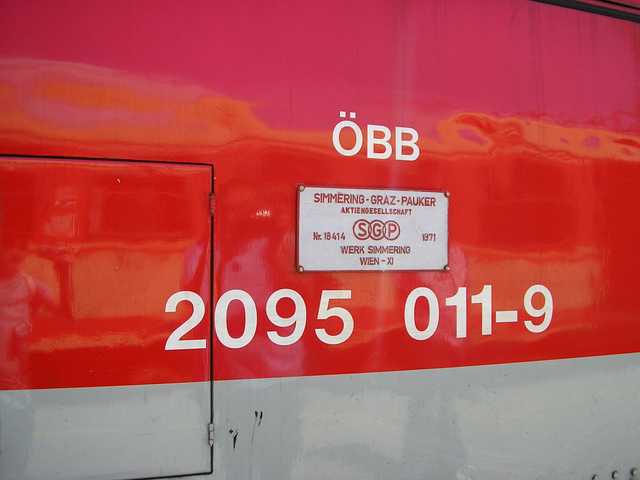 ÖBB
SIMMERING-GRAZ-PAUKER
AKTIENGESELLSCHAFT
SGP
Nr. 18414 1971
WERK SIMMERING
WIEN-XI
2095 011-9